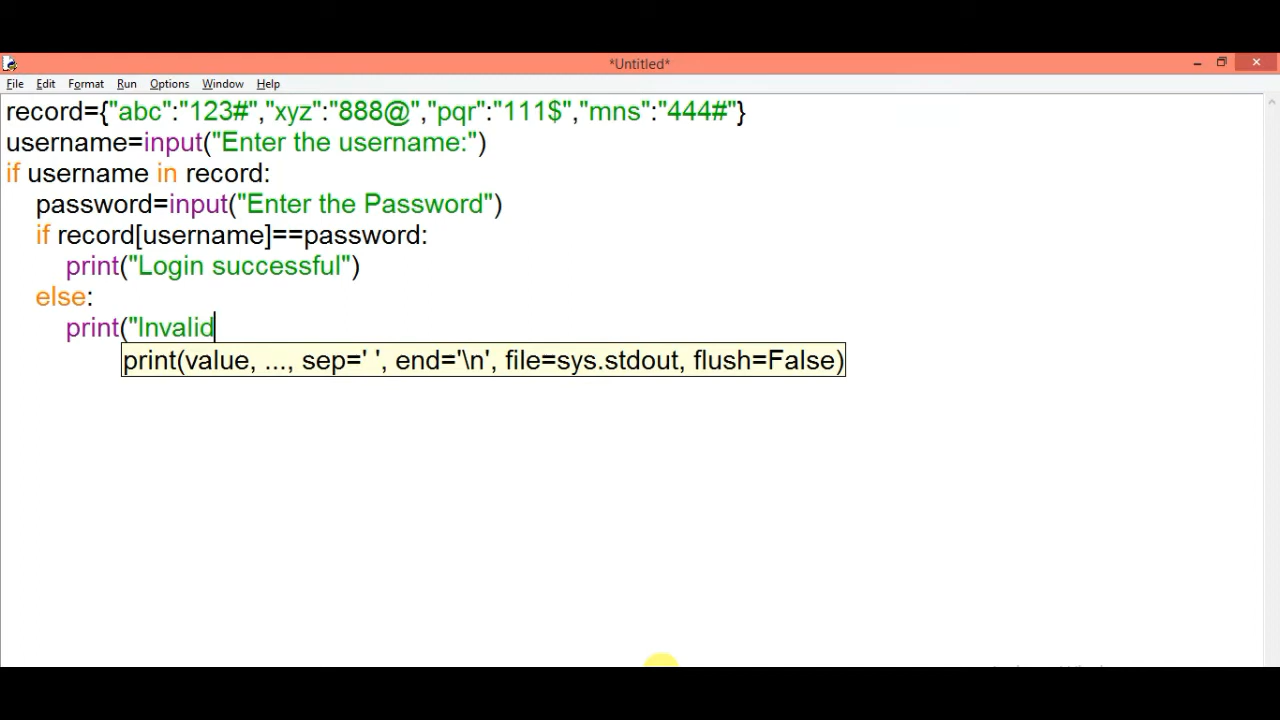 *Untitled*
File Edit Format Run Options Window Help
record={"abc":"123#","xyz":"888@","pqr":"111$","mns":"444#"}
username=input("Enter the username:")
if username in record:
    password=input("Enter the Password")
    if record[username]==password:
        print("Login successful")
    else:
        print("Invalid
print(value, ..., sep=' ', end='\n', file=sys.stdout, flush=False)